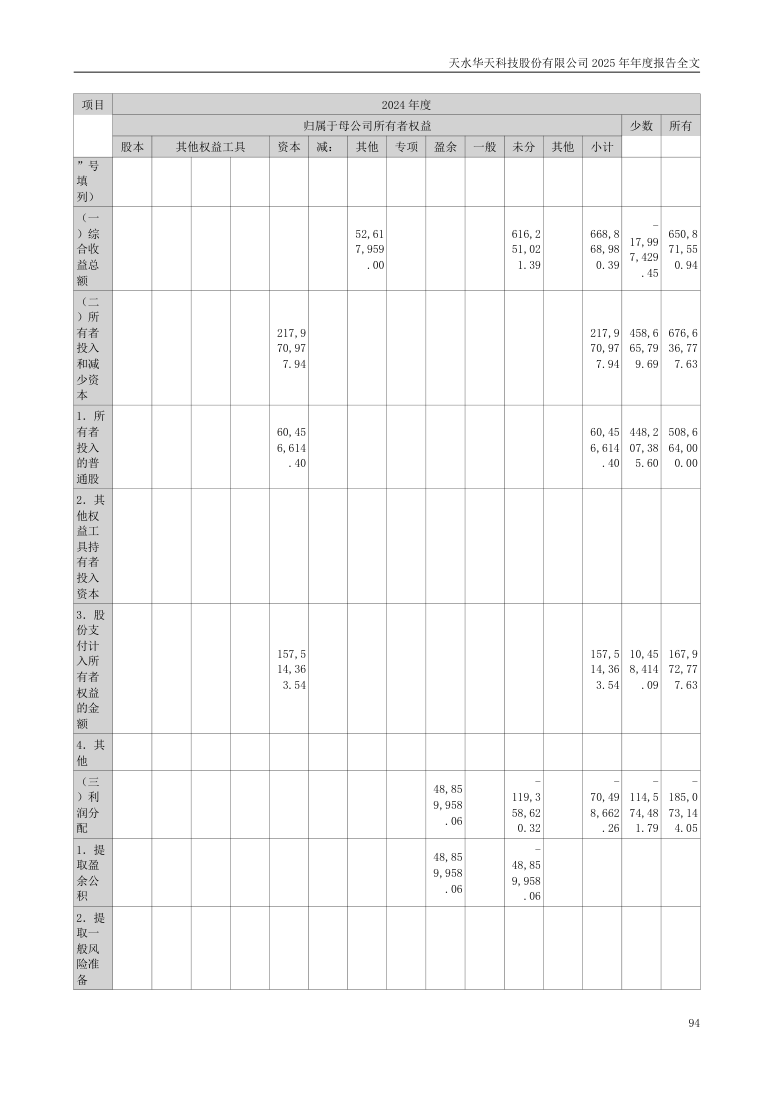 天水华天科技股份有限公司 2025 年年度报告全文
项目
2024 年度
归属于母公司所有者权益
少数
所有
股本
其他权益工具
资本
减：
其他
专项
盈余
一般
未分
其他
小计
”号
填
列）
（一
）综
合收
益总
额
52,61
7,959
.00
616,2
51,02
1.39
668,8
68,98
0.39
-
17,99
7,429
.45
650,8
71,55
0.94
（二
）所
有者
投入
和减
少资
本
217,9
70,97
7.94
217,9
70,97
7.94
458,6
65,79
9.69
676,6
36,77
7.63
1．所
有者
投入
的普
通股
60,45
6,614
.40
60,45
6,614
.40
448,2
07,38
5.60
508,6
64,00
0.00
2．其
他权
益工
具持
有者
投入
资本
3．股
份支
付计
入所
有者
权益
的金
额
157,5
14,36
3.54
157,5
14,36
3.54
10,45
8,414
.09
167,9
72,77
7.63
4．其
他
（三
）利
润分
配
48,85
9,958
.06
-
119,3
58,62
0.32
-
70,49
8,662
.26
-
114,5
74,48
1.79
-
185,0
73,14
4.05
1．提
取盈
余公
积
48,85
9,958
.06
-
48,85
9,958
.06
2．提
取一
般风
险准
备
94